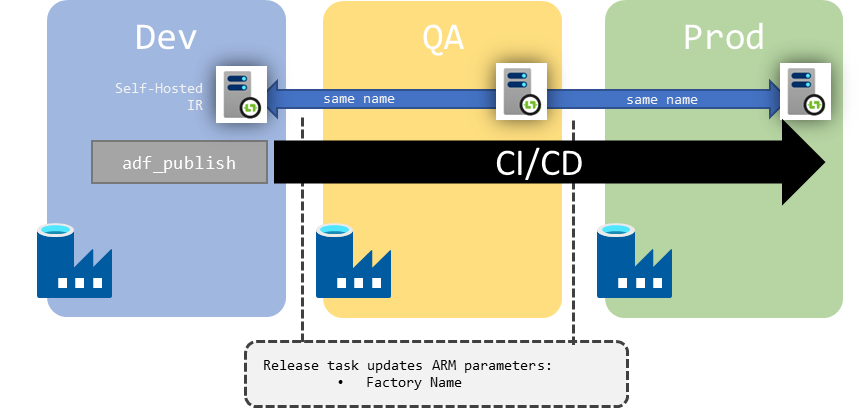 Dev
QA
Prod
Self-Hosted
IR
same name
same name
adf_publish
CI/CD
Release task updates ARM parameters:
• Factory Name